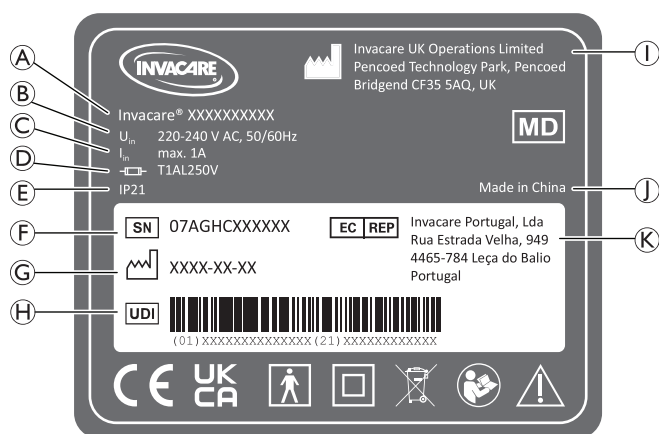 INVACARE
Invacare UK Operations Limited
Pencoed Technology Park, Pencoed
Bridgend CF35 5AQ, UK
Invacare® XXXXXXXXXX
Uin 220-240 V AC, 50/60Hz
Iin max. 1A
T1AL250V
IP21
MD
Made in China
SN 07AGHCXXXXXX
XXXX-XX-XX
EC REP
Invacare Portugal, Lda
Rua Estrada Velha, 949
4465-784 Leça do Balio
Portugal
UDI
(01)XXXXXXXXXXXXXX(21)XXXXXXXXXXXX
CE
UK
CA
A
B
C
D
E
F
G
H
I
J
K